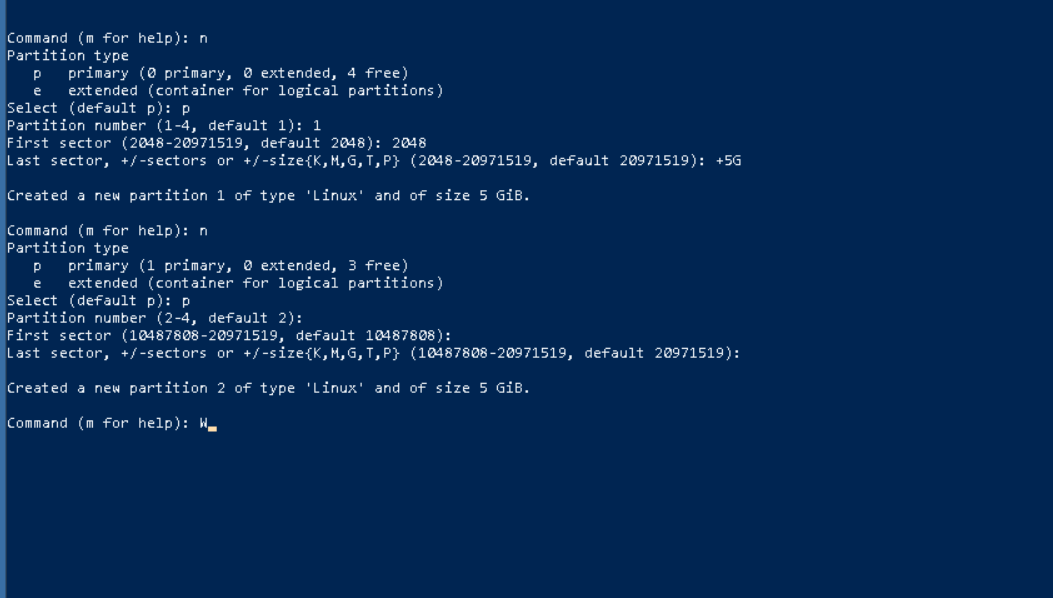 Command (m for help): n
Partition type
   p   primary (0 primary, 0 extended, 4 free)
   e   extended (container for logical partitions)
Select (default p): p
Partition number (1-4, default 1): 1
First sector (2048-20971519, default 2048): 2048
Last sector, +/-sectors or +/-size{K,M,G,T,P} (2048-20971519, default 20971519): +5G
Created a new partition 1 of type 'Linux' and of size 5 GiB.
Command (m for help): n
Partition type
   p   primary (1 primary, 0 extended, 3 free)
   e   extended (container for logical partitions)
Select (default p): p
Partition number (2-4, default 2):
First sector (10487808-20971519, default 10487808):
Last sector, +/-sectors or +/-size{K,M,G,T,P} (10487808-20971519, default 20971519):
Created a new partition 2 of type 'Linux' and of size 5 GiB.
Command (m for help): W